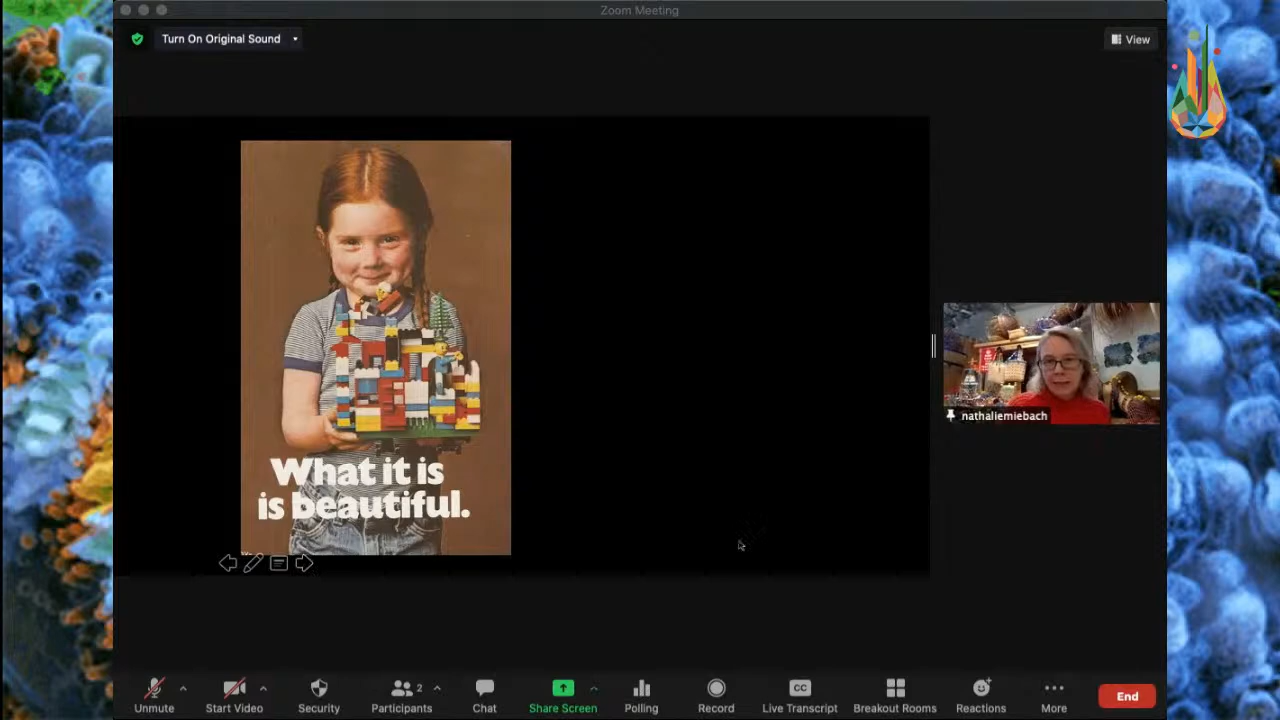 Zoom Meeting
Turn On Original Sound
View
What it is
is beautiful.
nathaliemiebach
Unmute
Start Video
Security
2
Participants
Chat
Share Screen
Polling
Record
CC
Live Transcript
Breakout Rooms
Reactions
More
End